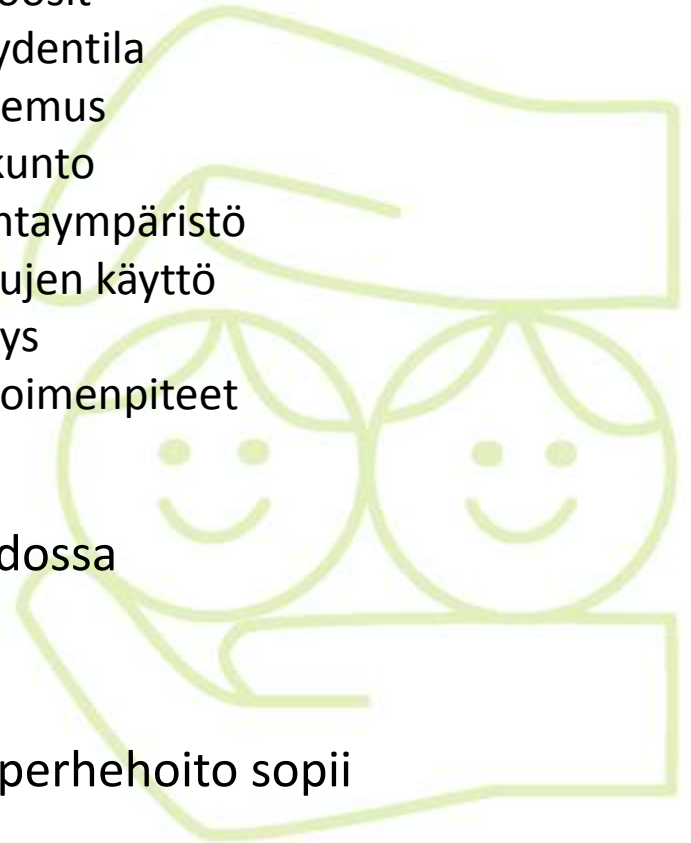 oosit
ydentila
emus
kunto
ntaympäristö
ujen käyttö
ys
oimenpiteet
dossa
perhehoito sopii